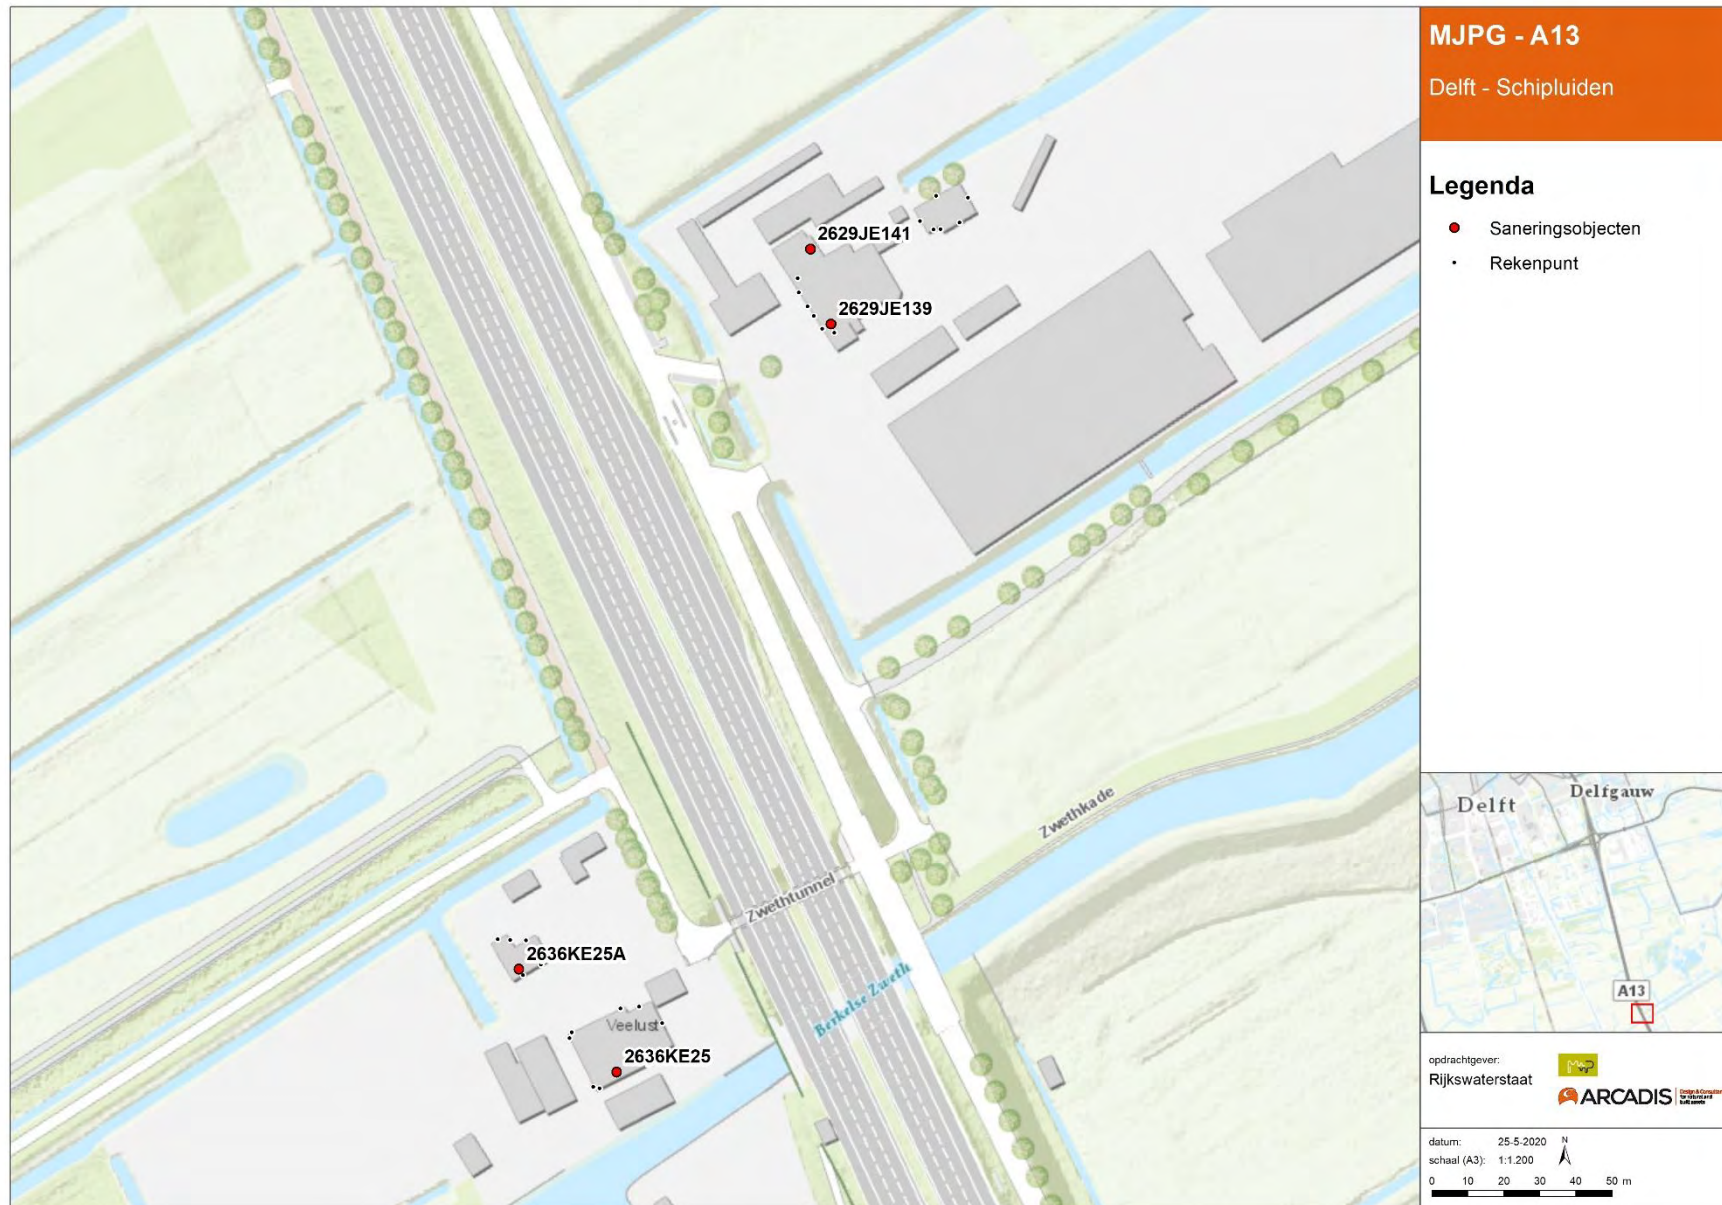 MJPG - A13
Delft - Schipluiden
Legenda
Saneringsobjecten
Rekenpunt
2629JE141
2629JE139
Zwethkade
Zwethtunnel
2636KE25A
Berkelse Zweth
Veelust
2636KE25
Delft
Delfgauw
A13
opdrachtgever:
Rijkswaterstaat
ARCADIS
datum: 25-5-2020 N
schaal (A3): 1:1.200
0 10 20 30 40 50 m